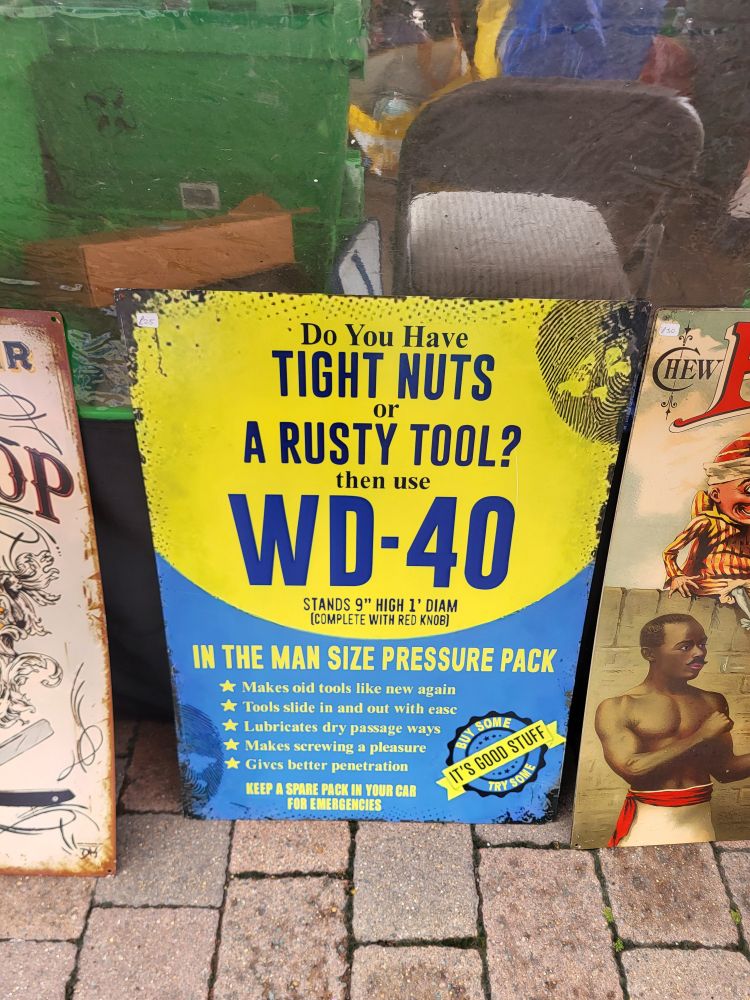 £25
Do You Have
TIGHT NUTS
or
A RUSTY TOOL?
then use
WD-40
STANDS 9" HIGH 1' DIAM
(COMPLETE WITH RED KNOB)
IN THE MAN SIZE PRESSURE PACK
★ Makes oid tools like new again
★ Tools slide in and out with easc
★ Lubricates dry passage ways
★ Makes screwing a pleasure
★ Gives better penetration
KEEP A SPARE PACK IN YOUR CAR
FOR EMERGENCIES
BUY SOME
IT'S GOOD STUFF
TRY SOME
£30
CHEW